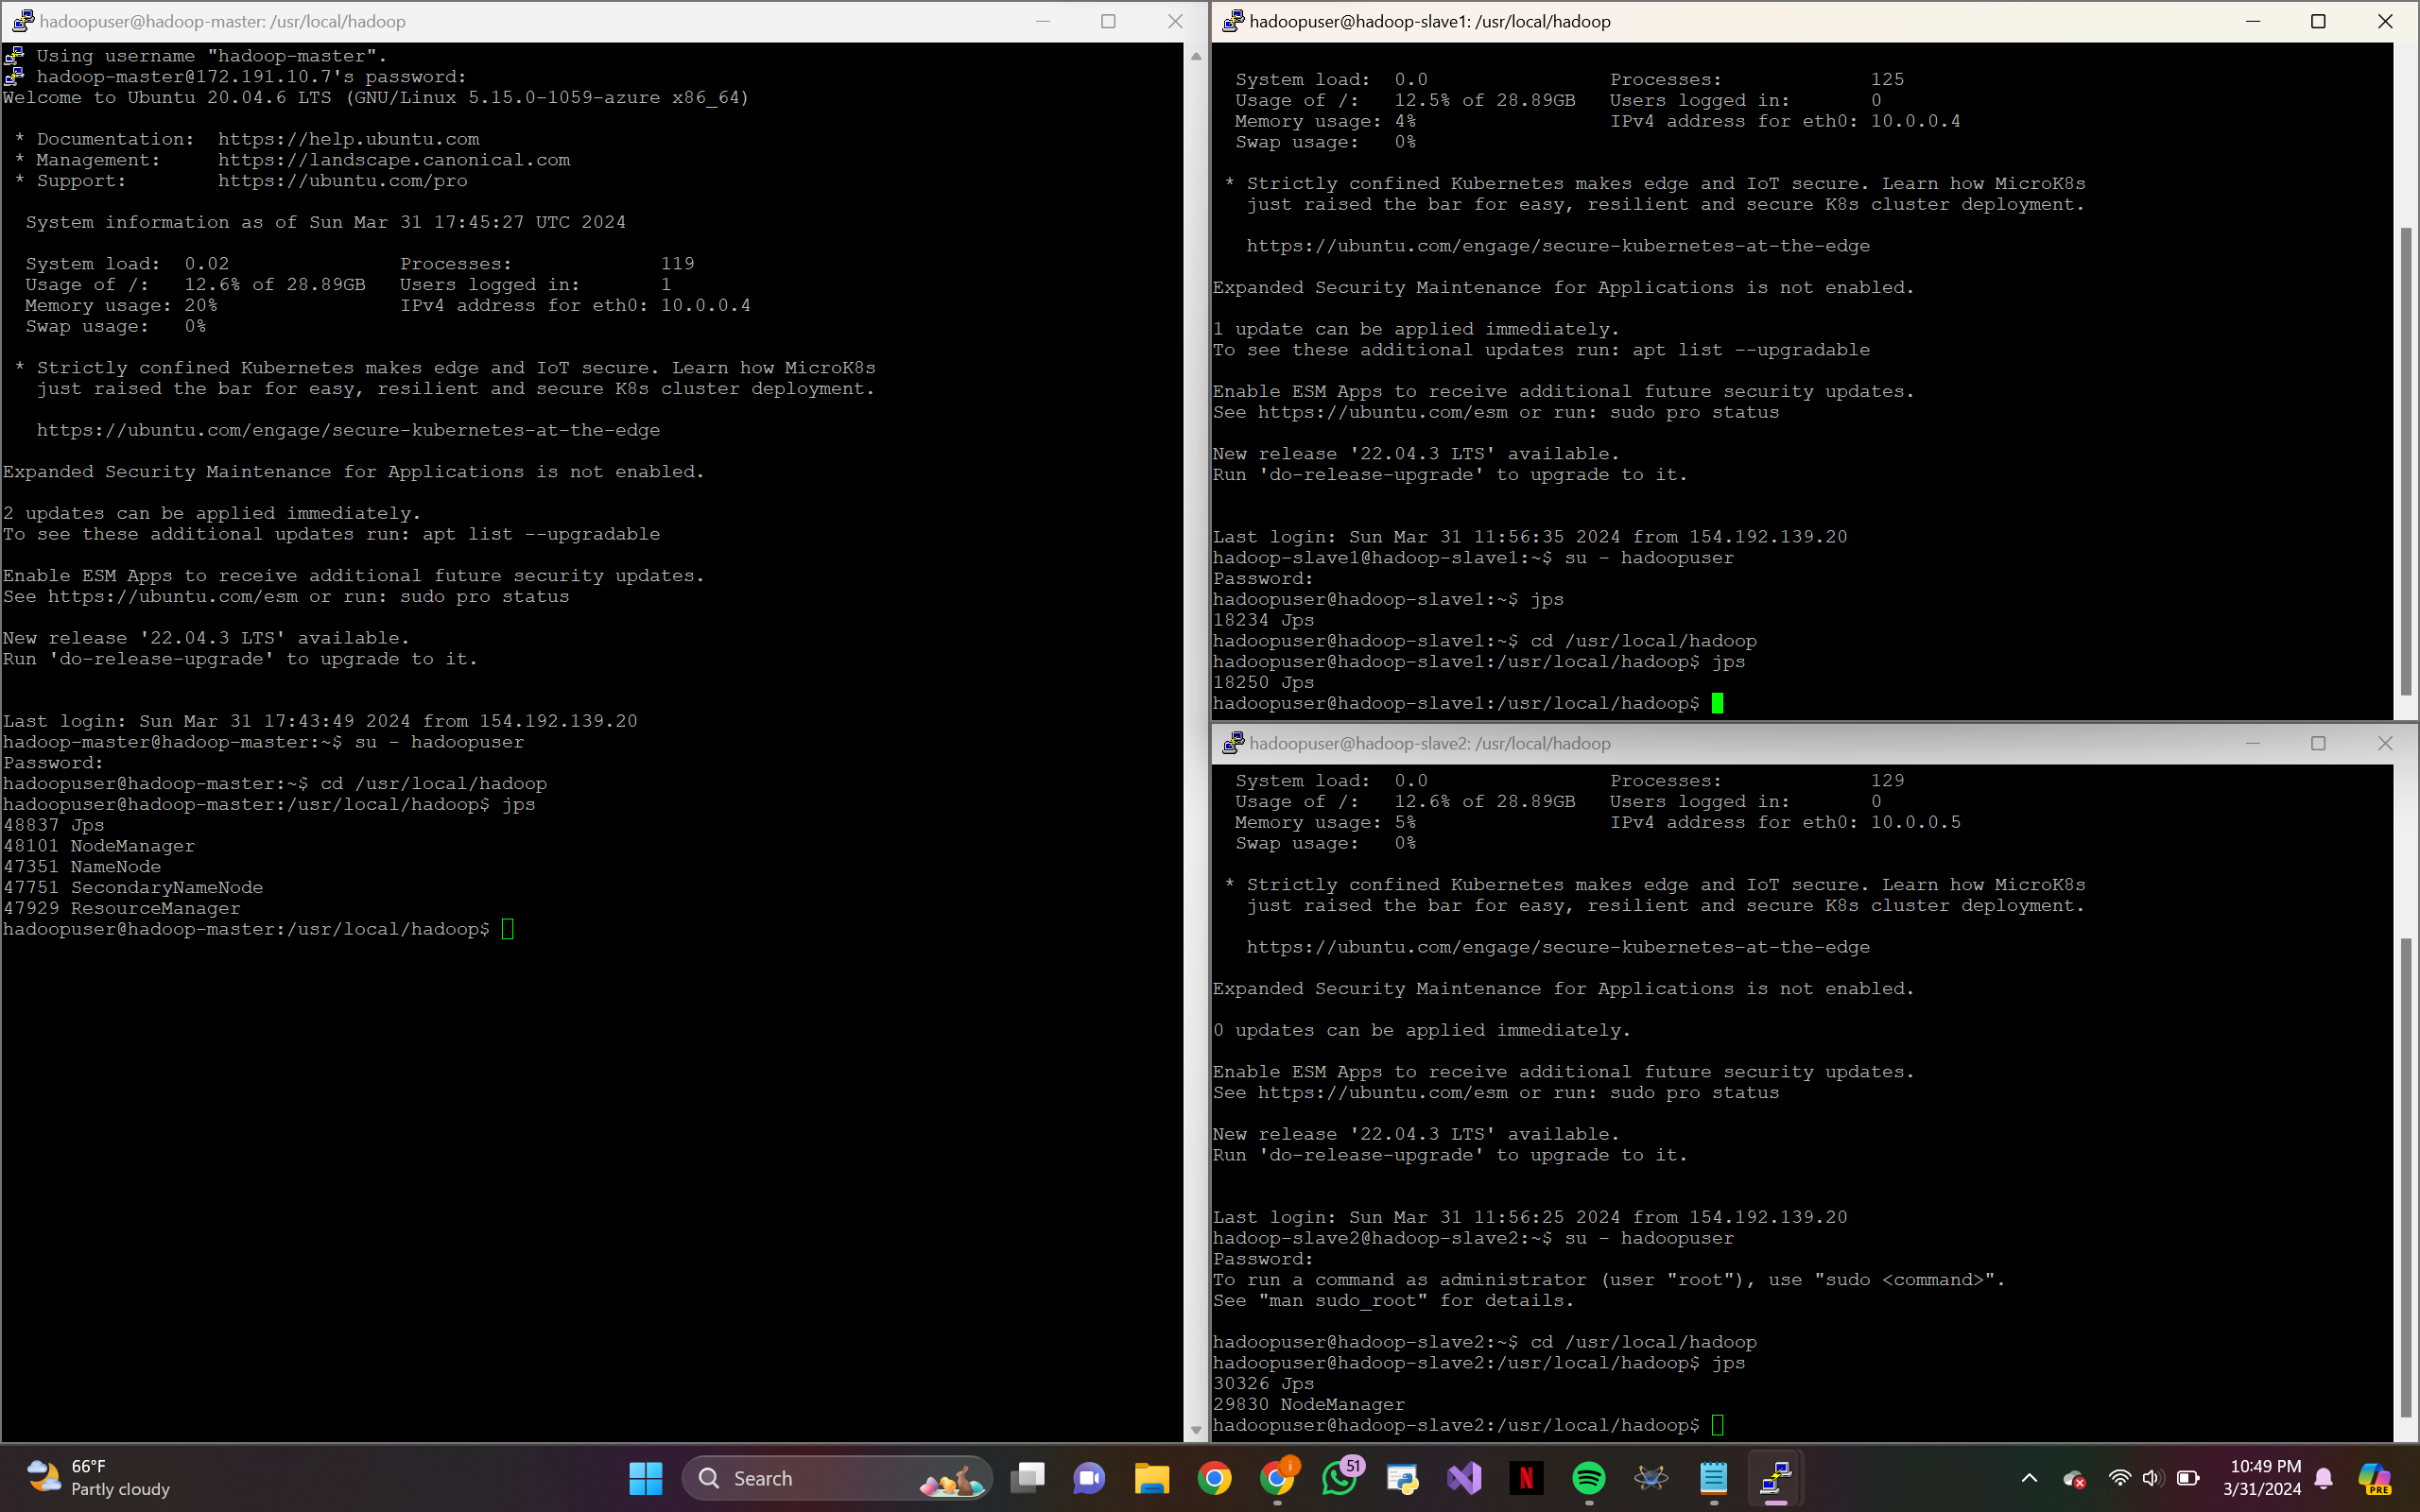 hadoopuser@hadoop-master: /usr/local/hadoop
Using username "hadoop-master".
hadoop-master@172.191.10.7's password:
Welcome to Ubuntu 20.04.6 LTS (GNU/Linux 5.15.0-1059-azure x86_64)
* Documentation:  https://help.ubuntu.com
* Management:     https://landscape.canonical.com
* Support:        https://ubuntu.com/pro
System information as of Sun Mar 31 17:45:27 UTC 2024
System load:  0.02               Processes:             119
Usage of /:   12.6% of 28.89GB   Users logged in:       1
Memory usage: 20%                IPv4 address for eth0: 10.0.0.4
Swap usage:   0%
* Strictly confined Kubernetes makes edge and IoT secure. Learn how MicroK8s
just raised the bar for easy, resilient and secure K8s cluster deployment.
https://ubuntu.com/engage/secure-kubernetes-at-the-edge
Expanded Security Maintenance for Applications is not enabled.
2 updates can be applied immediately.
To see these additional updates run: apt list --upgradable
Enable ESM Apps to receive additional future security updates.
See https://ubuntu.com/esm or run: sudo pro status
New release '22.04.3 LTS' available.
Run 'do-release-upgrade' to upgrade to it.
Last login: Sun Mar 31 17:43:49 2024 from 154.192.139.20
hadoop-master@hadoop-master:~$ su - hadoopuser
Password:
hadoopuser@hadoop-master:~$ cd /usr/local/hadoop
hadoopuser@hadoop-master:/usr/local/hadoop$ jps
48837 Jps
48101 NodeManager
47351 NameNode
47751 SecondaryNameNode
47929 ResourceManager
hadoopuser@hadoop-master:/usr/local/hadoop$
hadoopuser@hadoop-slave1: /usr/local/hadoop
System load:  0.0                Processes:             125
Usage of /:   12.5% of 28.89GB   Users logged in:       0
Memory usage: 4%                 IPv4 address for eth0: 10.0.0.4
Swap usage:   0%
* Strictly confined Kubernetes makes edge and IoT secure. Learn how MicroK8s
just raised the bar for easy, resilient and secure K8s cluster deployment.
https://ubuntu.com/engage/secure-kubernetes-at-the-edge
Expanded Security Maintenance for Applications is not enabled.
1 update can be applied immediately.
To see these additional updates run: apt list --upgradable
Enable ESM Apps to receive additional future security updates.
See https://ubuntu.com/esm or run: sudo pro status
New release '22.04.3 LTS' available.
Run 'do-release-upgrade' to upgrade to it.
Last login: Sun Mar 31 11:56:35 2024 from 154.192.139.20
hadoop-slave1@hadoop-slave1:~$ su - hadoopuser
Password:
hadoopuser@hadoop-slave1:~$ jps
18234 Jps
hadoopuser@hadoop-slave1:~$ cd /usr/local/hadoop
hadoopuser@hadoop-slave1:/usr/local/hadoop$ jps
18250 Jps
hadoopuser@hadoop-slave1:/usr/local/hadoop$
hadoopuser@hadoop-slave2: /usr/local/hadoop
System load:  0.0                Processes:             129
Usage of /:   12.6% of 28.89GB   Users logged in:       0
Memory usage: 5%                 IPv4 address for eth0: 10.0.0.5
Swap usage:   0%
* Strictly confined Kubernetes makes edge and IoT secure. Learn how MicroK8s
just raised the bar for easy, resilient and secure K8s cluster deployment.
https://ubuntu.com/engage/secure-kubernetes-at-the-edge
Expanded Security Maintenance for Applications is not enabled.
0 updates can be applied immediately.
Enable ESM Apps to receive additional future security updates.
See https://ubuntu.com/esm or run: sudo pro status
New release '22.04.3 LTS' available.
Run 'do-release-upgrade' to upgrade to it.
Last login: Sun Mar 31 11:56:25 2024 from 154.192.139.20
hadoop-slave2@hadoop-slave2:~$ su - hadoopuser
Password:
To run a command as administrator (user "root"), use "sudo <command>".
See "man sudo_root" for details.
hadoopuser@hadoop-slave2:~$ cd /usr/local/hadoop
hadoopuser@hadoop-slave2:/usr/local/hadoop$ jps
30326 Jps
29830 NodeManager
hadoopuser@hadoop-slave2:/usr/local/hadoop$
66°F
Partly cloudy
Search
N
51
10:49 PM
3/31/2024
PRE